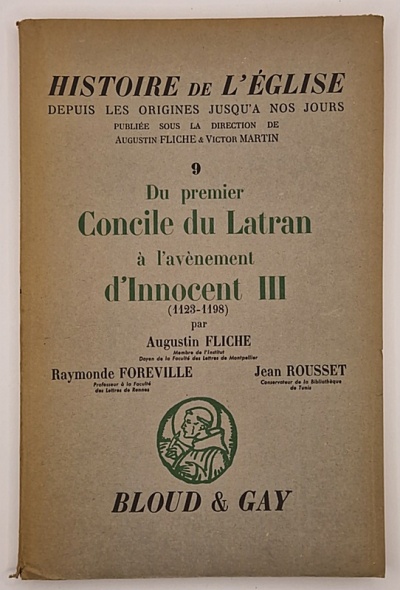 HISTOIRE DE L'ÉGLISE
DEPUIS LES ORIGINES JUSQU'A NOS JOURS
PUBLIÉE SOUS LA DIRECTION DE
AUGUSTIN FLICHE & VICTOR MARTIN
9
Du premier
Concile du Latran
à l'avènement
d'Innocent III
(1123-1198)
par
Augustin FLICHE
Membre de l'Institut
Doyen de la Faculté des Lettres de Montpellier
Raymonde FOREVILLE
Professeur à la Faculté
des Lettres de Rennes
Jean ROUSSET
Conservateur de la Bibliothèque
de Tunis
BLOUD & GAY